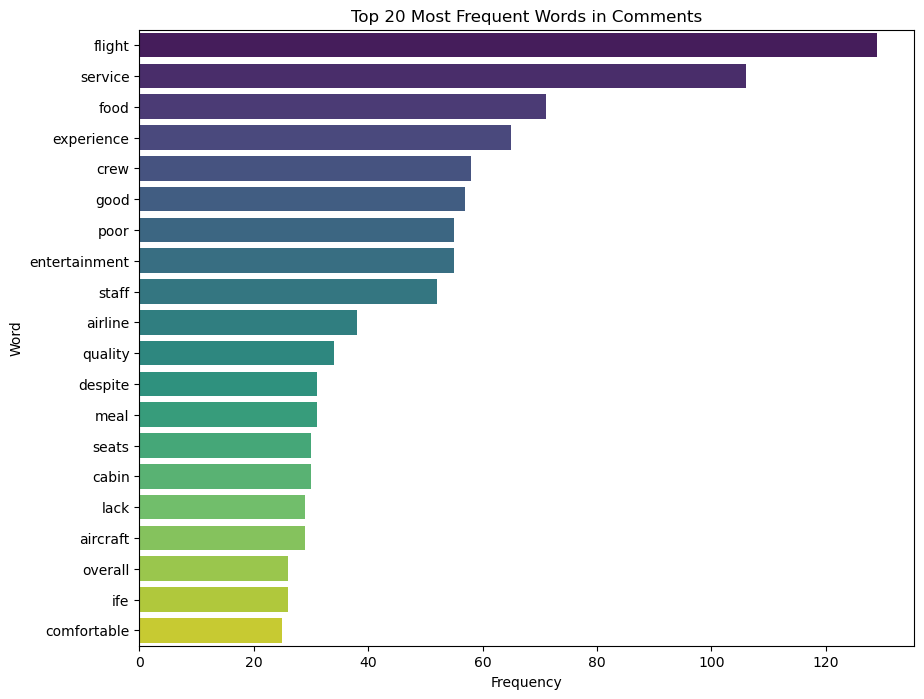 Top 20 Most Frequent Words in Comments
flight
service
food
experience
crew
good
poor
entertainment
staff
airline
quality
despite
meal
seats
cabin
lack
aircraft
overall
ife
comfortable
Word
0 20 40 60 80 100 120
Frequency